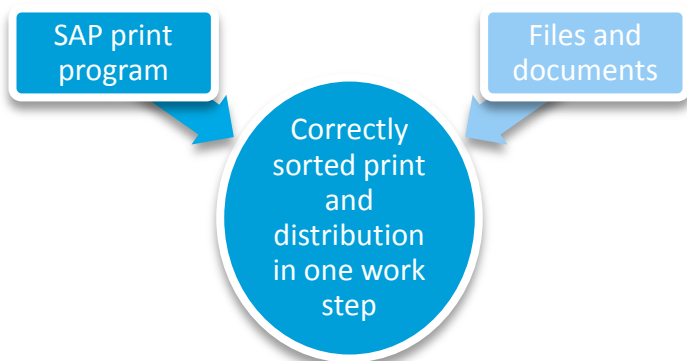 SAP print
program
Files and
documents
Correctly
sorted print
and
distribution
in one work
step